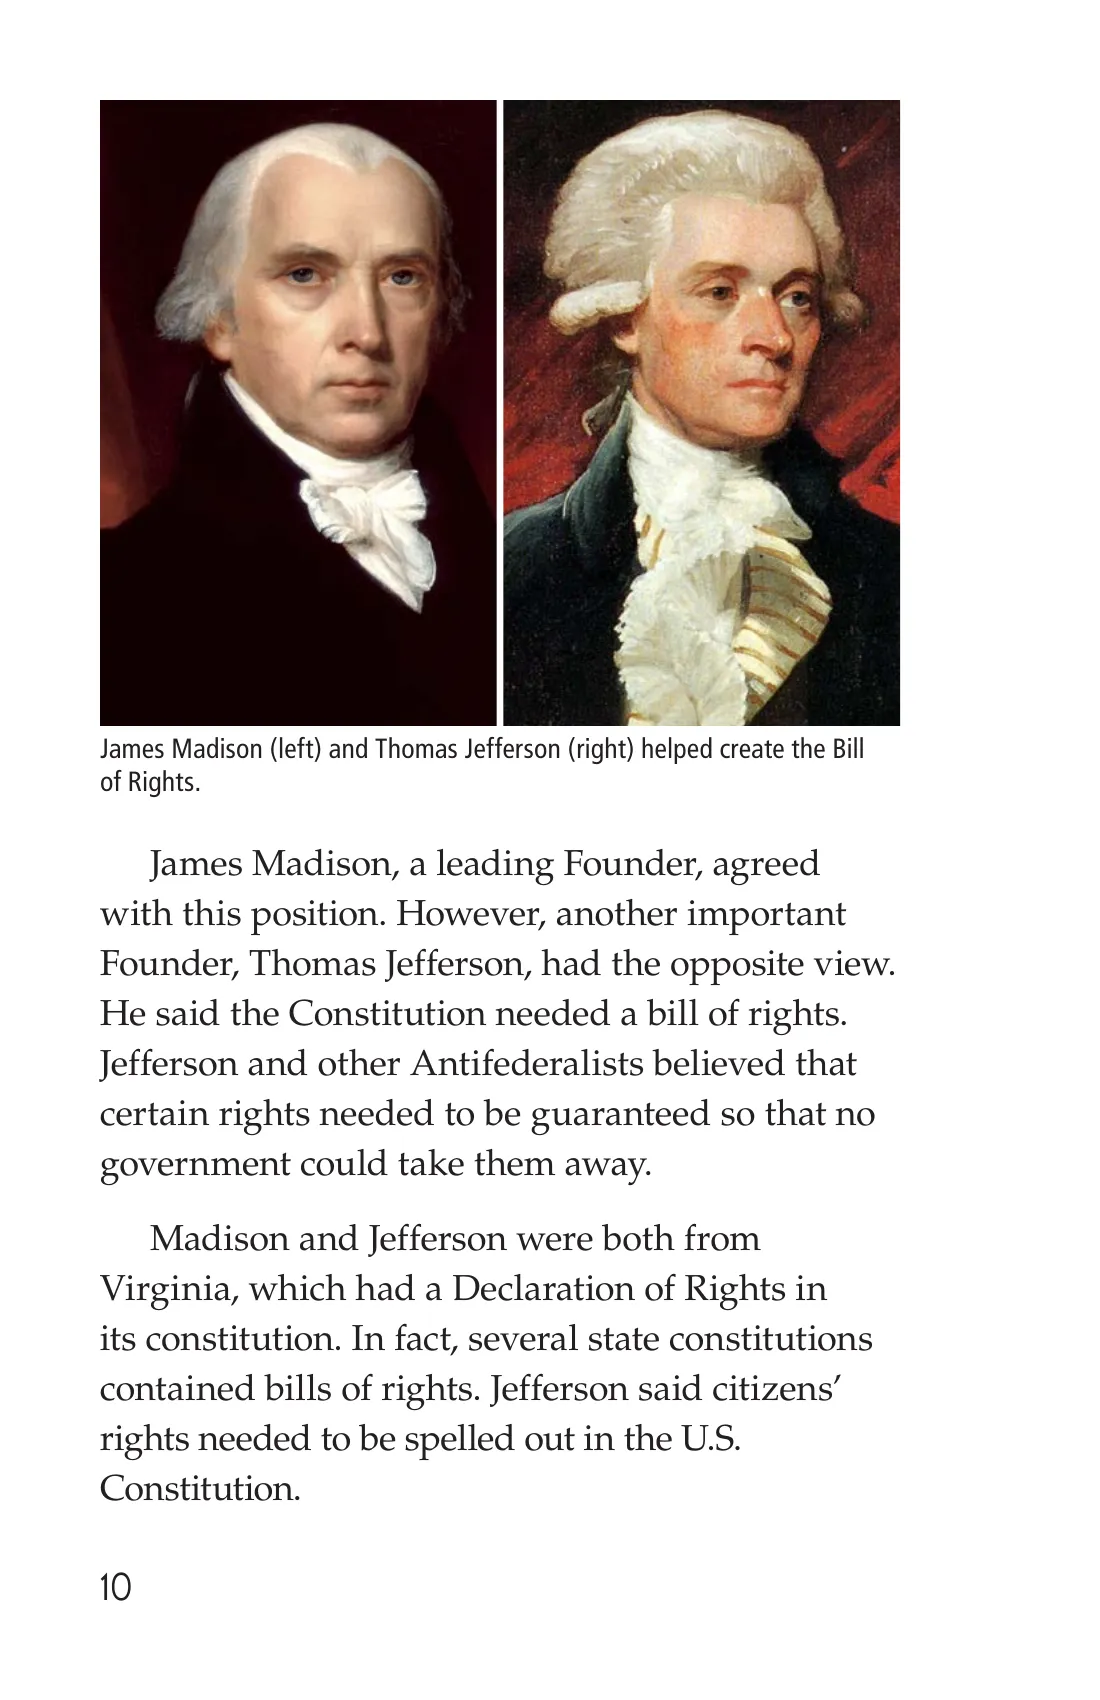 James Madison (left) and Thomas Jefferson (right) helped create the Bill
of Rights.
James Madison, a leading Founder, agreed
with this position. However, another important
Founder, Thomas Jefferson, had the opposite view.
He said the Constitution needed a bill of rights.
Jefferson and other Antifederalists believed that
certain rights needed to be guaranteed so that no
government could take them away.
Madison and Jefferson were both from
Virginia, which had a Declaration of Rights in
its constitution. In fact, several state constitutions
contained bills of rights. Jefferson said citizens’
rights needed to be spelled out in the U.S.
Constitution.
10